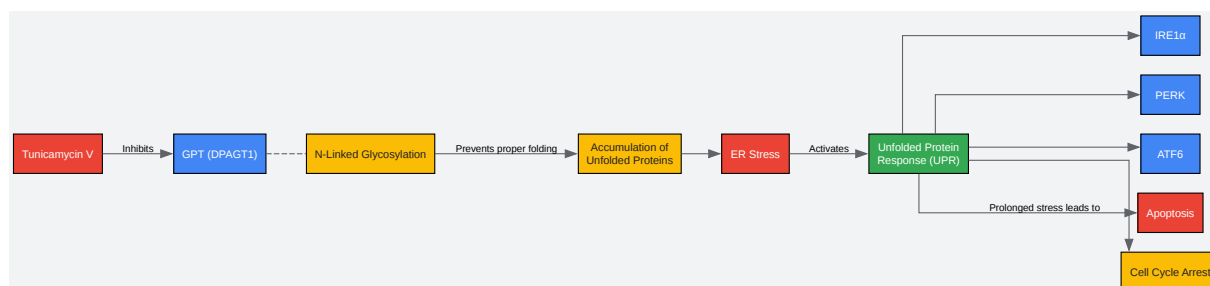 IRE1α
PERK
Tunicamycin V
Inhibits
GPT (DPAGT1)
N-Linked Glycosylation
Prevents proper folding
Accumulation of
Unfolded Proteins
ER Stress
Activates
Unfolded Protein
Response (UPR)
ATF6
Prolonged stress leads to
Apoptosis
Cell Cycle Arrest